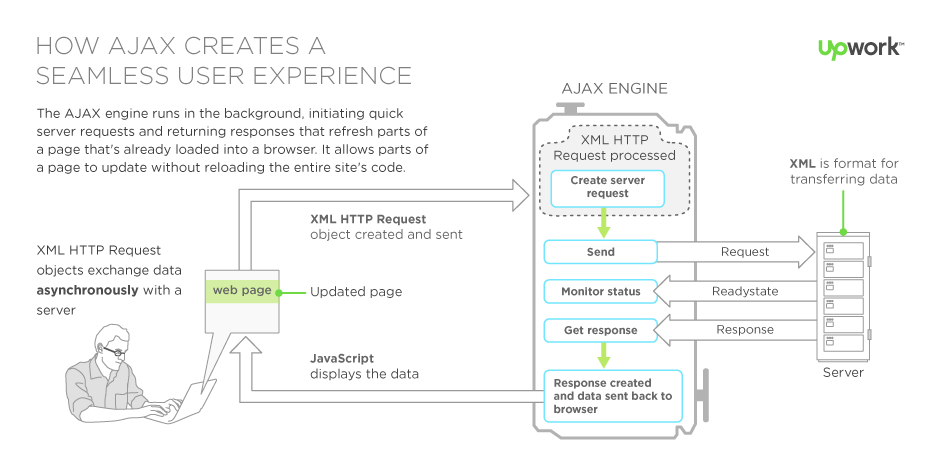 HOW AJAX CREATES A
SEAMLESS USER EXPERIENCE
upwork™
The AJAX engine runs in the background, initiating quick
server requests and returning responses that refresh parts of
a page that's already loaded into a browser. It allows parts of
a page to update without reloading the entire site's code.
AJAX ENGINE
XML HTTP
Request processed
Create server
request
XML is format for
transferring data
XML HTTP Request
object created and sent
XML HTTP Request
objects exchange data
asynchronously with a
server
Send
Request
web page
Updated page
Monitor status
Readystate
Get response
Response
JavaScript
displays the data
Server
Response created
and data sent back to
browser